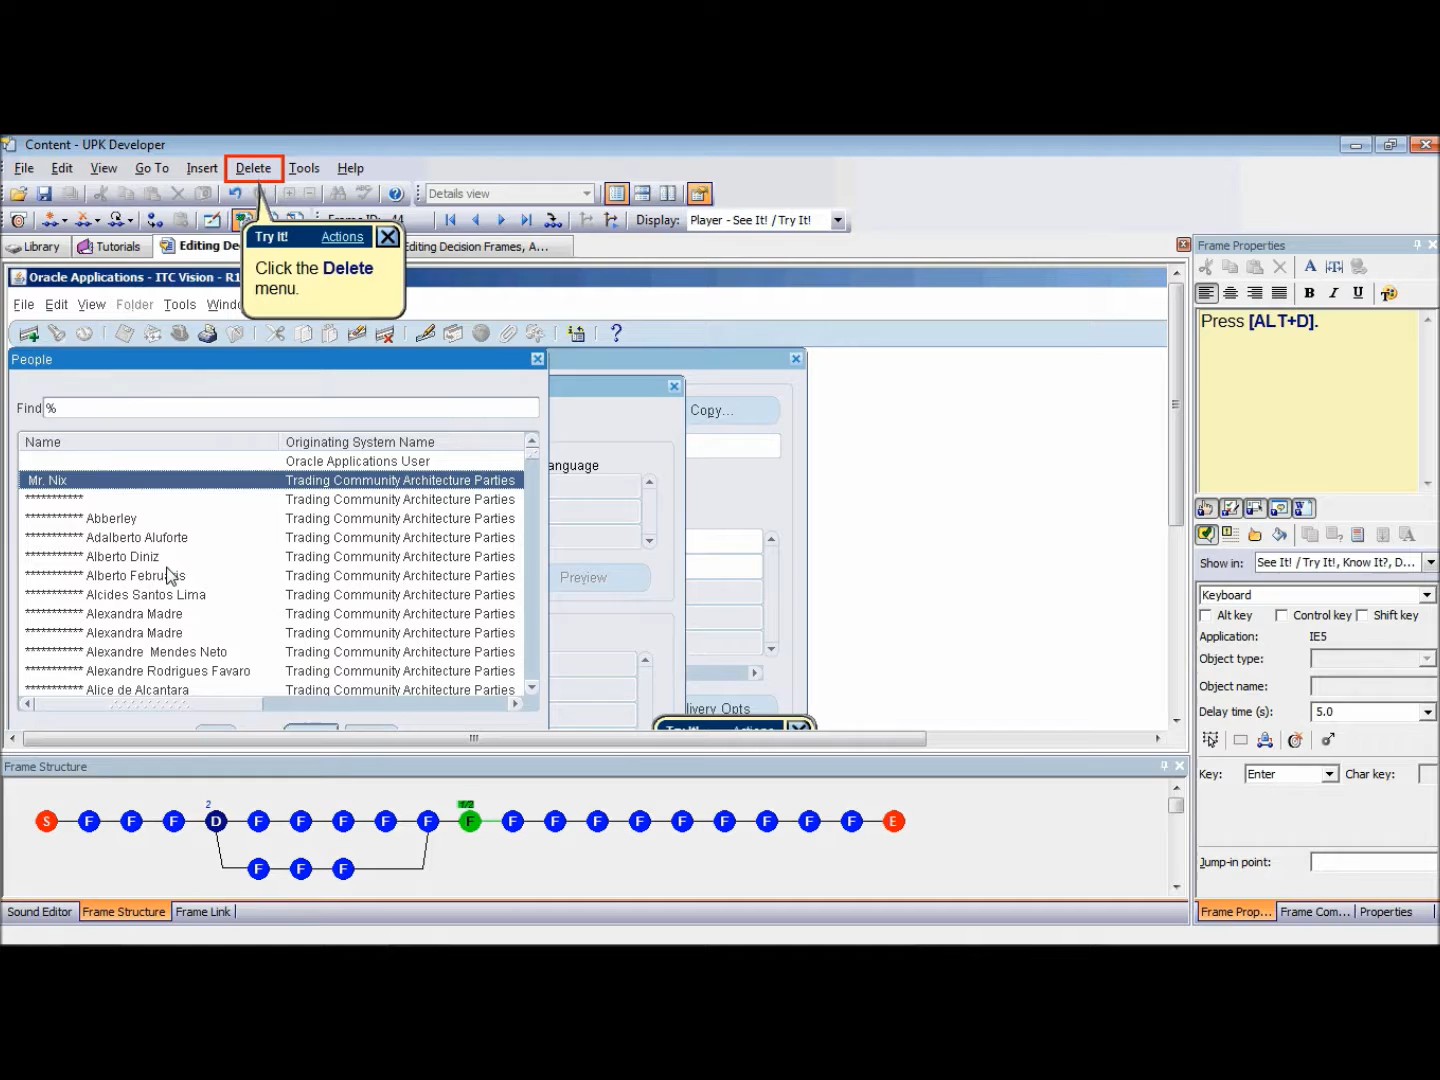 Content - UPK Developer
File Edit View Go To Insert Delete Tools Help
Details view
Display: Player - See It! / Try It!
Library Tutorials Editing De Editing Decision Frames, A...
Try It! Actions
Click the Delete
menu.
Oracle Applications - ITC Vision - R1
File Edit View Folder Tools
People
Find %
Name Originating System Name
Oracle Applications User
Mr. Nix Trading Community Architecture Parties
*********** Trading Community Architecture Parties
*********** Abberley Trading Community Architecture Parties
*********** Adalberto Aluforte Trading Community Architecture Parties
*********** Alberto Diniz Trading Community Architecture Parties
*********** Alberto Trading Community Architecture Parties
*********** Alcides Santos Lima Trading Community Architecture Parties
*********** Alexandra Madre Trading Community Architecture Parties
*********** Alexandra Madre Trading Community Architecture Parties
*********** Alexandre Mendes Neto Trading Community Architecture Parties
*********** Alexandre Rodrigues Favaro Trading Community Architecture Parties
*********** Alice de Alcantara Trading Community Architecture Parties
Copy...
anguage
Preview
livery Opts
Frame Structure
1/2
2
S F F F D F F F F F F F F F F F F F F F E
F F F
Sound Editor Frame Structure Frame Link
Frame Properties
A
B I U
Press [ALT+D].
Show in: See It! / Try It!, Know It?, D...
Keyboard
Alt key Control key Shift key
Application: IE5
Object type:
Object name:
Delay time (s): 5.0
Key: Enter Char key:
Jump-in point:
Frame Prop... Frame Com... Properties